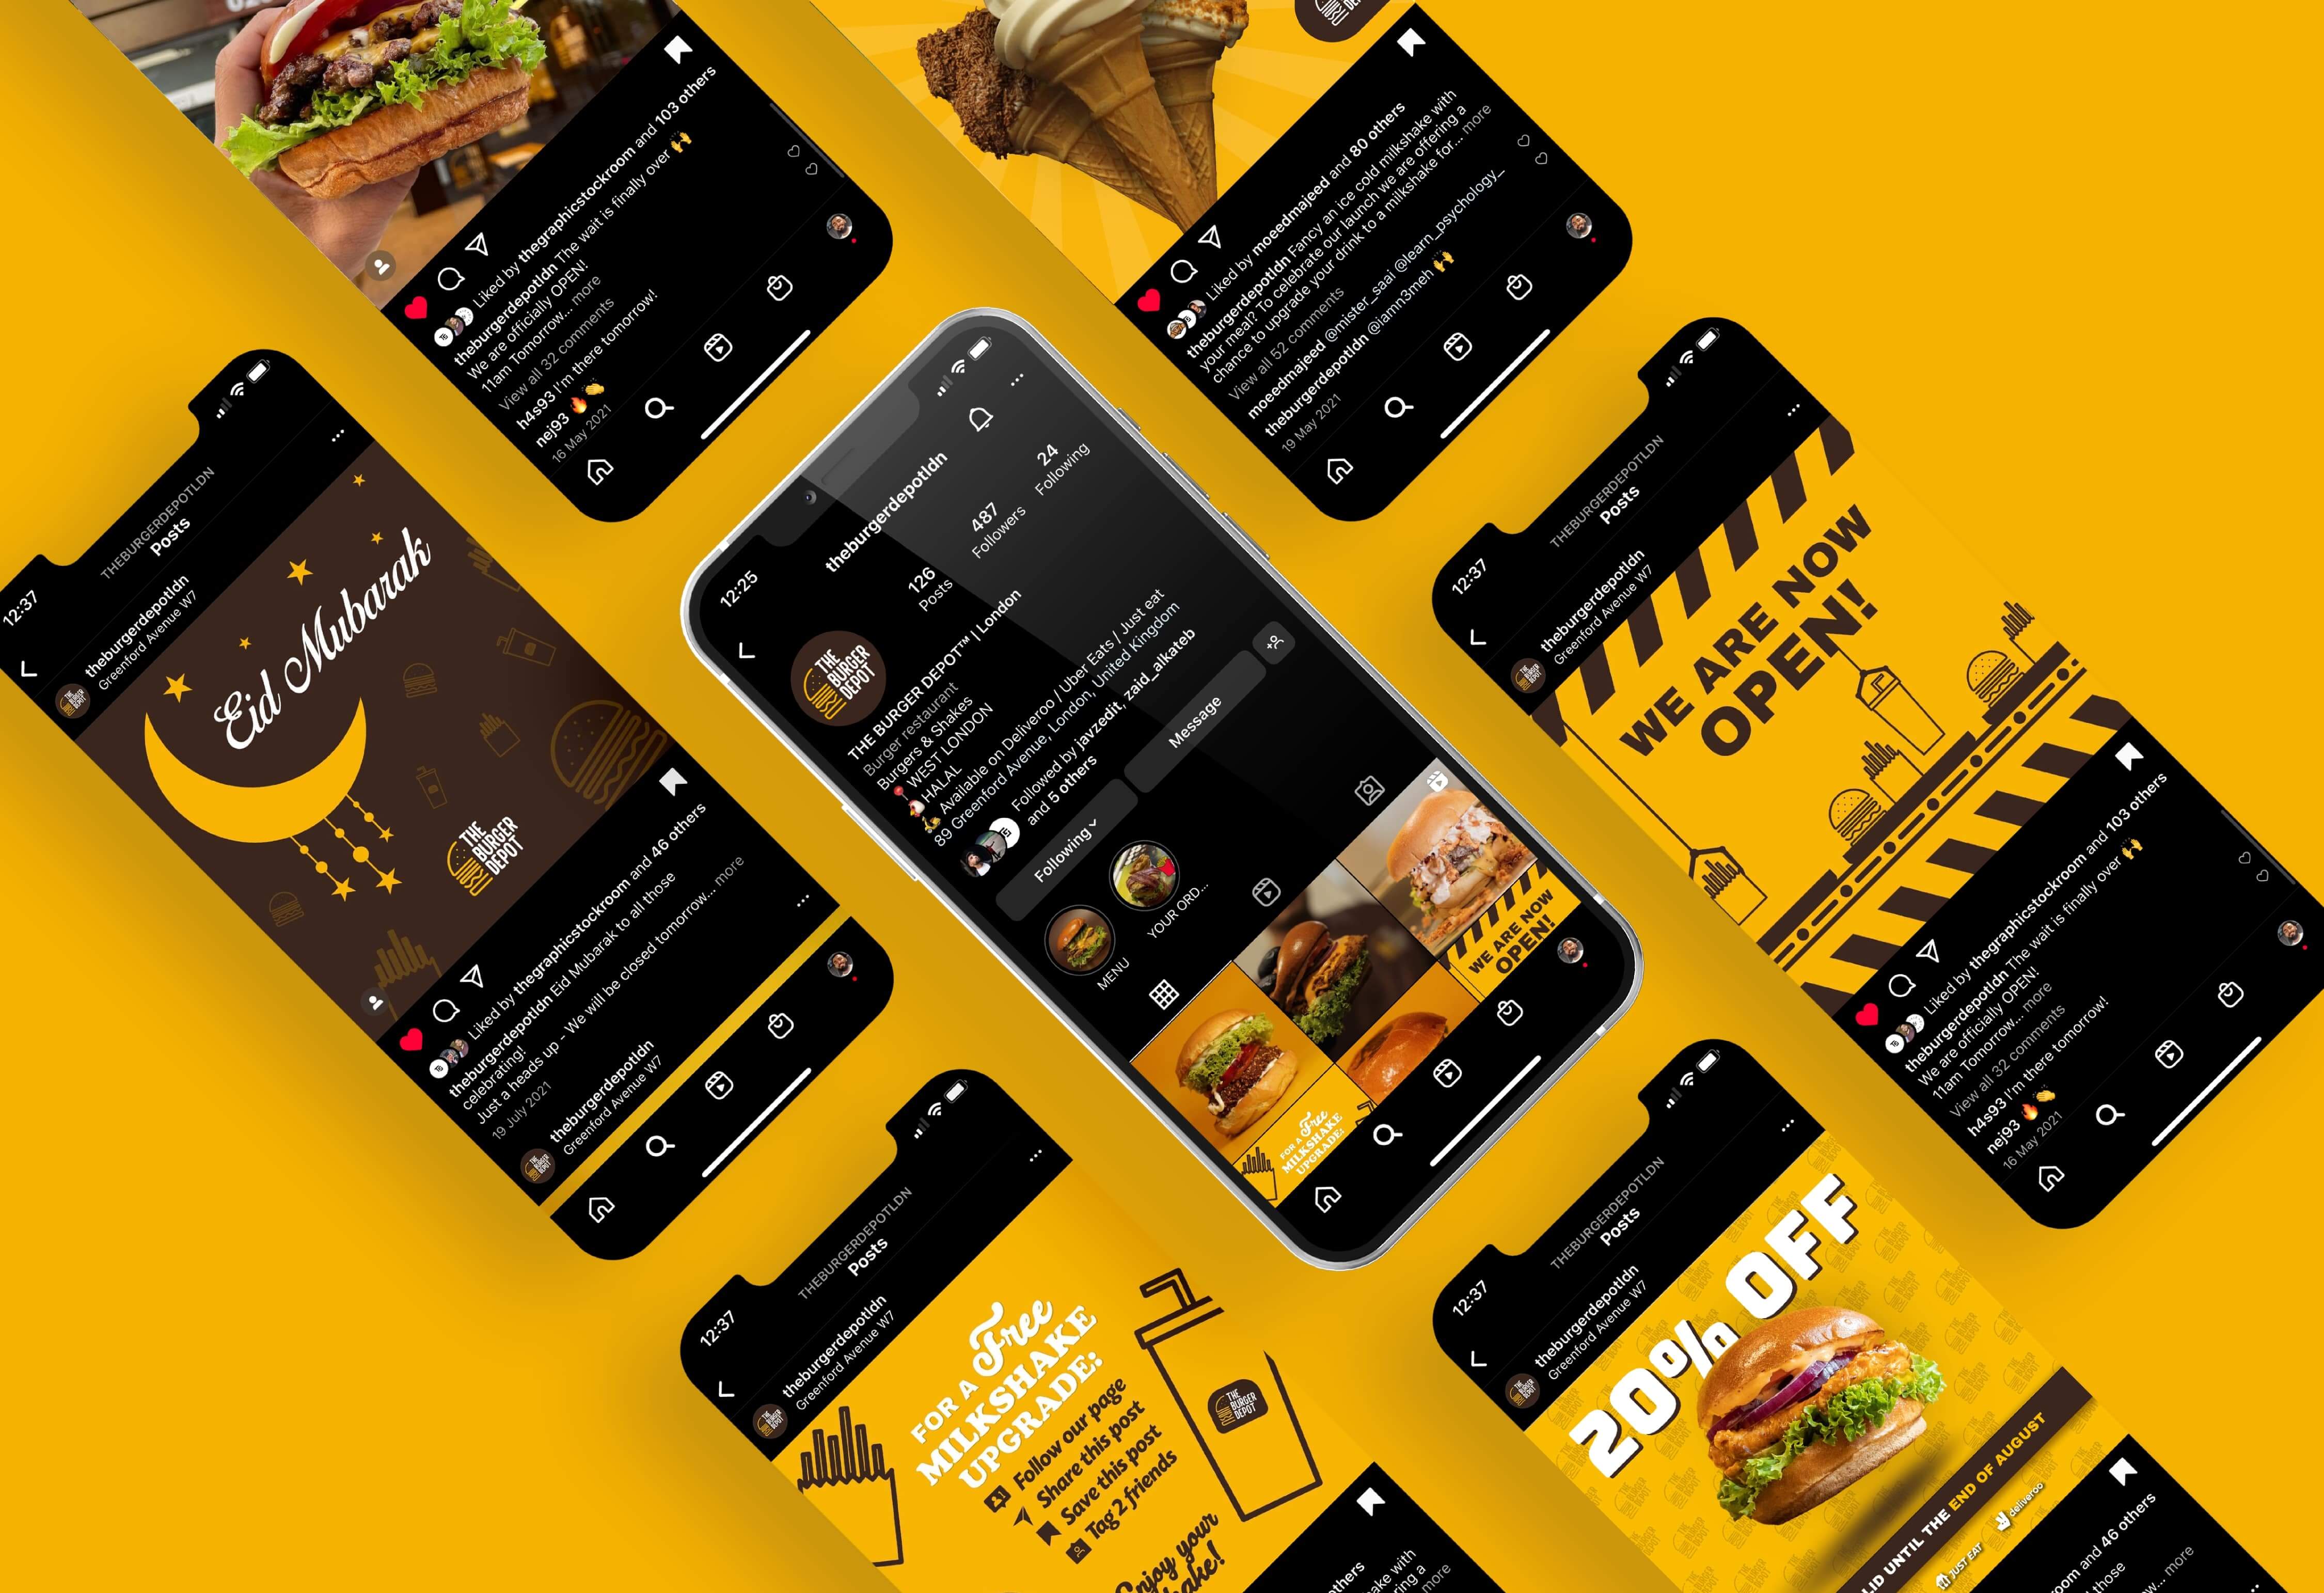 Liked by thegraphicstockroom and 103 others
theburgerdepotldn The wait is finally over 🙌
We are officially OPEN!
11am Tomorrow... more
View all 32 comments
h4s93 I'm there tomorrow!
nej93 🔥👏
16 May 2021
Liked by moedmajeed and 80 others
theburgerdepotldn Fancy an ice cold milkshake with
your meal? To celebrate our launch we are offering a
chance to upgrade your drink to a milkshake for... more
View all 52 comments
moedmajeed @mister_saai @learn_psychology_
theburgerdepotldn @iamn3meh 🙌
19 May 2021
12:37
THEBURGERDEPOTLDN
Posts
theburgerdepotldn
Greenford Avenue W7
Eid Mubarak
THE
BURGER
DEPOT
Liked by thegraphicstockroom and 46 others
theburgerdepotldn Eid Mubarak to all those
celebrating!
Just a heads up - We will be closed tomorrow... more
19 July 2021
theburgerdepotldn
Greenford Avenue W7
12:25
theburgerdepotldn
126
Posts
487
Followers
24
Following
THE
BURGER
DEPOT
THE BURGER DEPOT™ | London
Burger restaurant
Burgers & Shakes
📍 WEST LONDON
HALAL
Available on Deliveroo / Uber Eats / Just eat
89 Greenford Avenue, London, United Kingdom
Followed by javzedit, zaid_alkateb
and 5 others
Following
Message
MENU
YOUR ORD...
WE ARE NOW
OPEN!
FOR A Free
MILKSHAKE
UPGRADE:
12:37
THEBURGERDEPOTLDN
Posts
theburgerdepotldn
Greenford Avenue W7
WE ARE NOW
OPEN!
Liked by thegraphicstockroom and 103 others
theburgerdepotldn The wait is finally over 🙌
We are officially OPEN!
11am Tomorrow... more
View all 32 comments
h4s93 I'm there tomorrow!
nej93 🔥👏
16 May 2021
12:37
THEBURGERDEPOTLDN
Posts
theburgerdepotldn
Greenford Avenue W7
FOR A Free
MILKSHAKE
UPGRADE:
Follow our page
Share this post
Save this post
Tag 2 friends
Enjoy your
THE
BURGER
DEPOT
12:37
THEBURGERDEPOTLDN
Posts
theburgerdepotldn
Greenford Avenue W7
20% OFF
UNTIL THE END OF AUGUST
JUST EAT
deliveroo
and 46 others
those
more